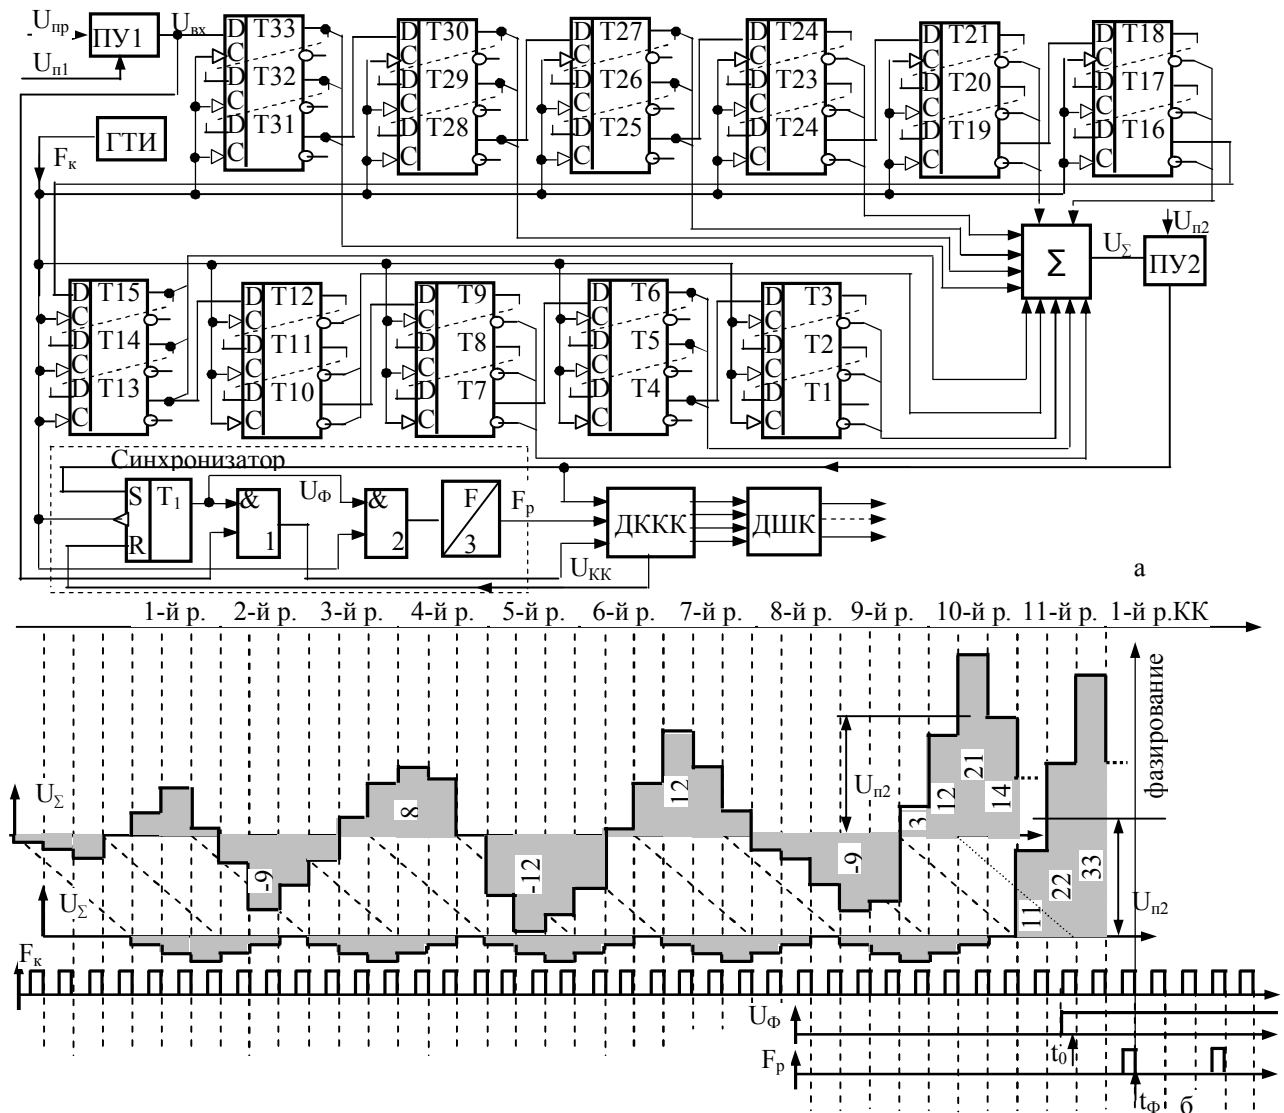 Uпр
ПУ1
Uвх
Uп1
ГТИ
Fк
D T33
C
D T32
C
D T31
C
D T30
C
D T29
C
D T28
C
D T27
C
D T26
C
D T25
C
D T24
C
D T23
C
D T24
C
D T21
C
D T20
C
D T19
C
D T18
C
D T17
C
D T16
C
Σ
UΣ
Uп2
ПУ2
D T15
C
D T14
C
D T13
C
D T12
C
D T11
C
D T10
C
D T9
C
D T8
C
D T7
C
D T6
C
D T5
C
D T4
C
D T3
C
D T2
C
D T1
C
Синхронизатор
S T1
R
UФ
&
1
&
2
F
3
Fр
ДККК
ДШК
UКК
а
1-й р. 2-й р. 3-й р. 4-й р. 5-й р. 6-й р. 7-й р. 8-й р. 9-й р. 10-й р. 11-й р. 1-й р.КК
фазирование
UΣ
-9
8
-12
12
-9
Uп2
3
12
21
14
11
22
33
Uп2
UΣ
Fк
UФ
t0
Fр
tФ
б